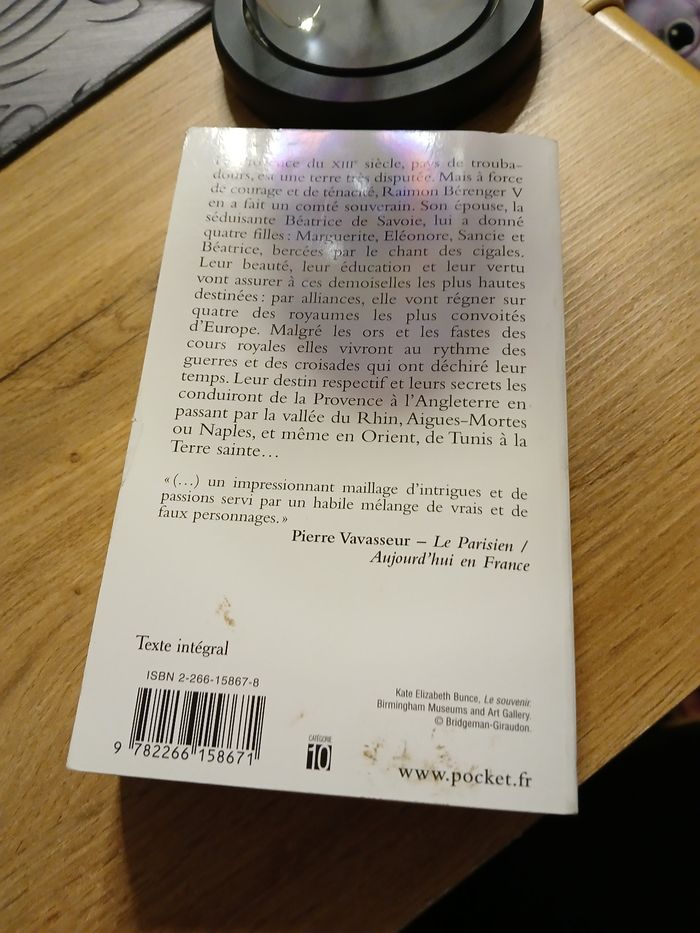 du XIIIe siècle, pays de trouba-
dours, est une terre très disputée. Mais à force
de courage et de ténacité, Raimon Bérenger V
en a fait un comté souverain. Son épouse, la
séduisante Béatrice de Savoie, lui a donné
quatre filles : Marguerite, Eléonore, Sancie et
Béatrice, bercées par le chant des cigales.
Leur beauté, leur éducation et leur vertu
vont assurer à ces demoiselles les plus hautes
destinées : par alliances, elle vont régner sur
quatre des royaumes les plus convoités
d'Europe. Malgré les ors et les fastes des
cours royales elles vivront au rythme des
guerres et des croisades qui ont déchiré leur
temps. Leur destin respectif et leurs secrets les
conduiront de la Provence à l'Angleterre en
passant par la vallée du Rhin, Aigues-Mortes
ou Naples, et même en Orient, de Tunis à la
Terre sainte…
« (…) un impressionnant maillage d'intrigues et de
passions servi par un habile mélange de vrais et de
faux personnages. »
Pierre Vavasseur – Le Parisien /
Aujourd'hui en France
Texte intégral
ISBN 2-266-15867-8
Kate Elizabeth Bunce, Le souvenir.
Birmingham Museums and Art Gallery.
© Bridgeman-Giraudon.
9 782266 158671
CATÉGORIE
10
www.pocket.fr